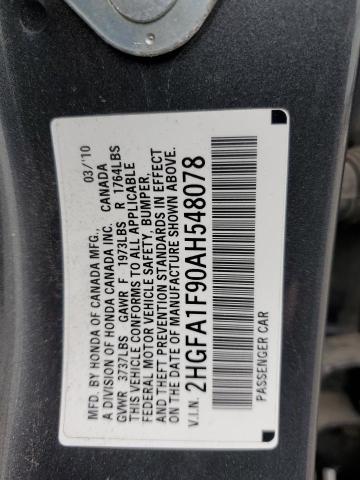 MFD. BY HONDA OF CANADA MFG., 03/'10
A DIVISION OF HONDA CANADA INC. CANADA
GVWR 3737LBS GAWR F 1973LBS R 1764LBS
THIS VEHICLE CONFORMS TO ALL APPLICABLE
FEDERAL MOTOR VEHICLE SAFETY, BUMPER,
AND THEFT PREVENTION STANDARDS IN EFFECT
ON THE DATE OF MANUFACTURE SHOWN ABOVE.
V.I.N. 2HGFA1F90AH548078
PASSENGER CAR